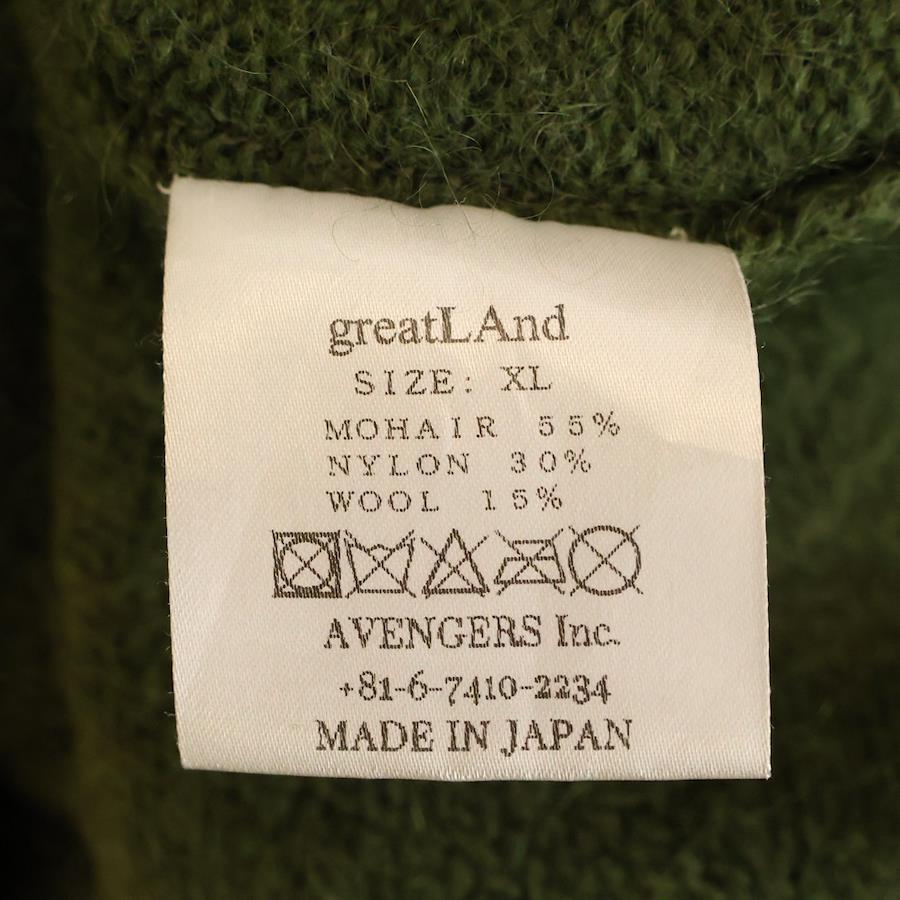 greatLAnd
SIZE: XL
MOHAIR 55%
NYLON 30%
WOOL 15%
AVENGERS Inc.
+81-6-7410-2234
MADE IN JAPAN